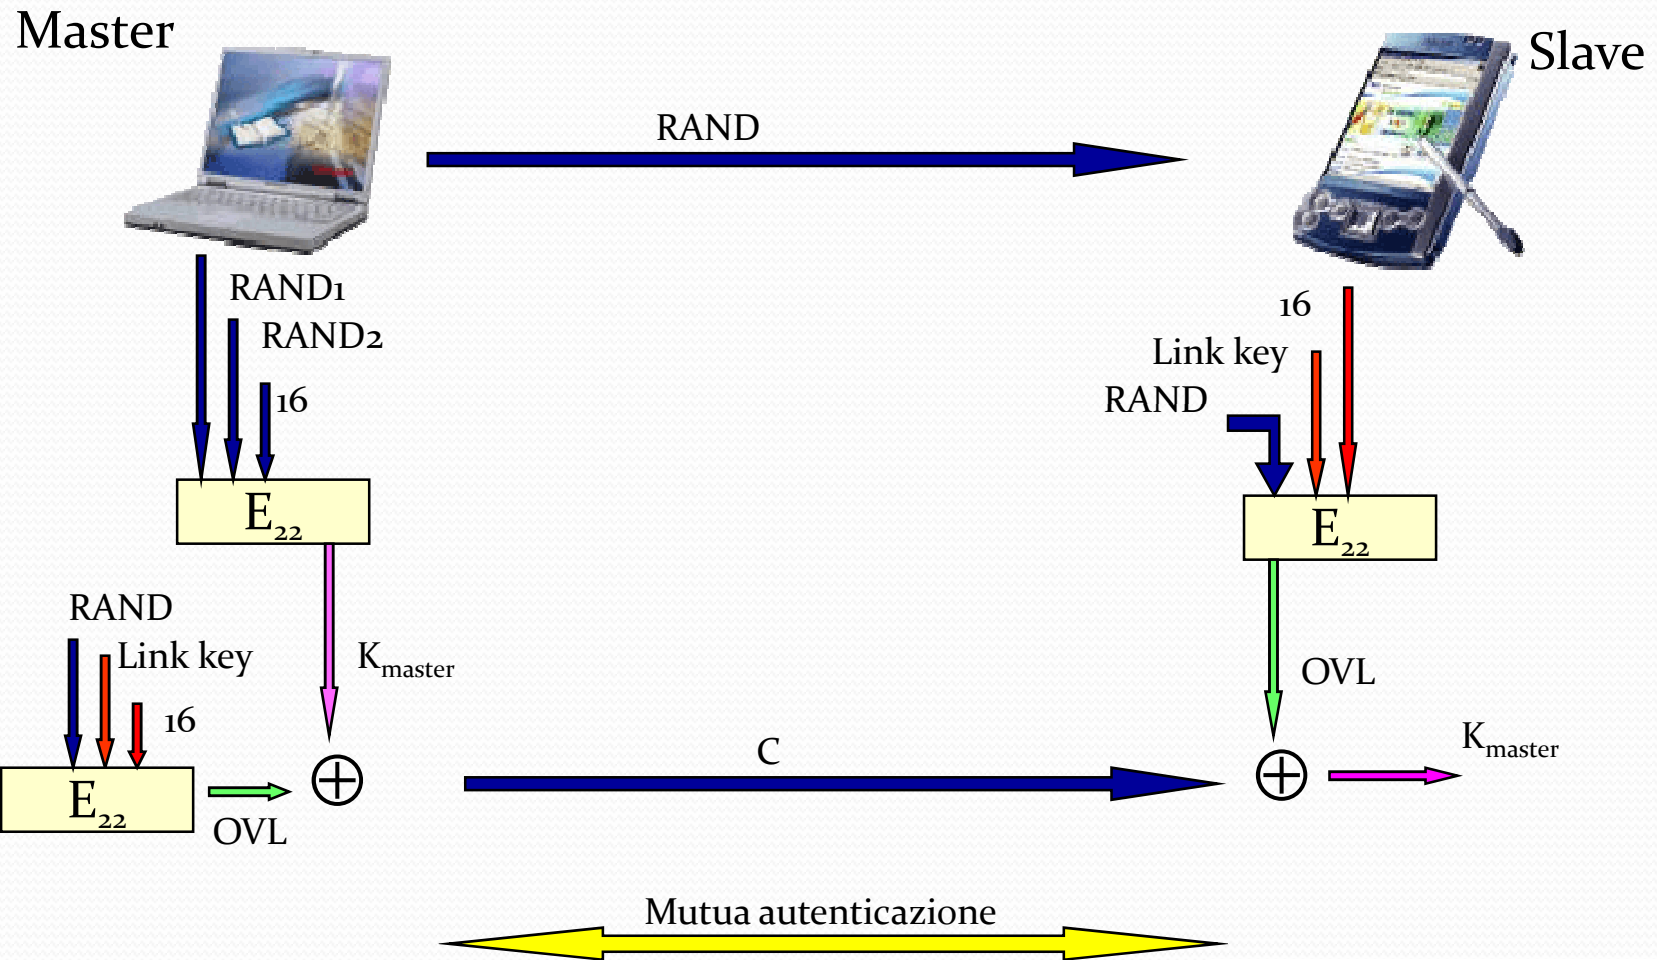 Master
Slave
RAND
RAND1
RAND2
16
E22
16
Link key
RAND
E22
RAND
Link key
16
E22
OVL
Kmaster
OVL
C
Kmaster
Mutua autenticazione